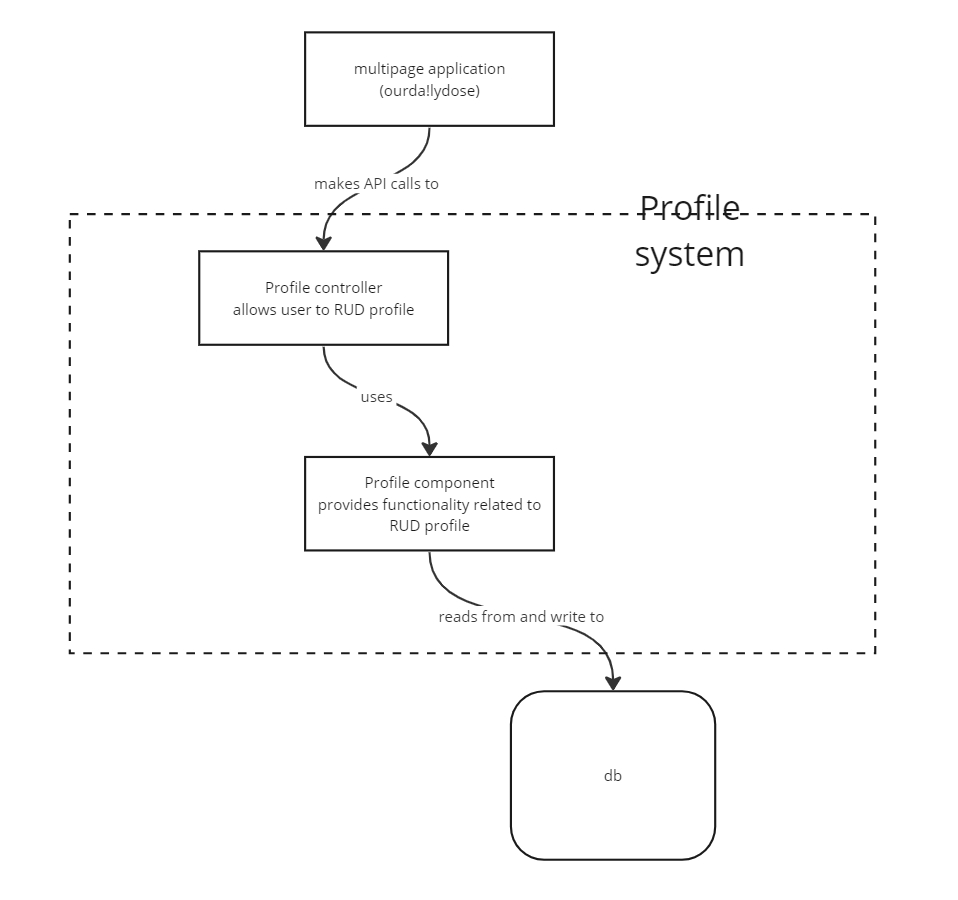 multipage application
(ourda!lydose)
makes API calls to
Profile
system
Profile controller
allows user to RUD profile
uses
Profile component
provides functionality related to
RUD profile
reads from and write to
db